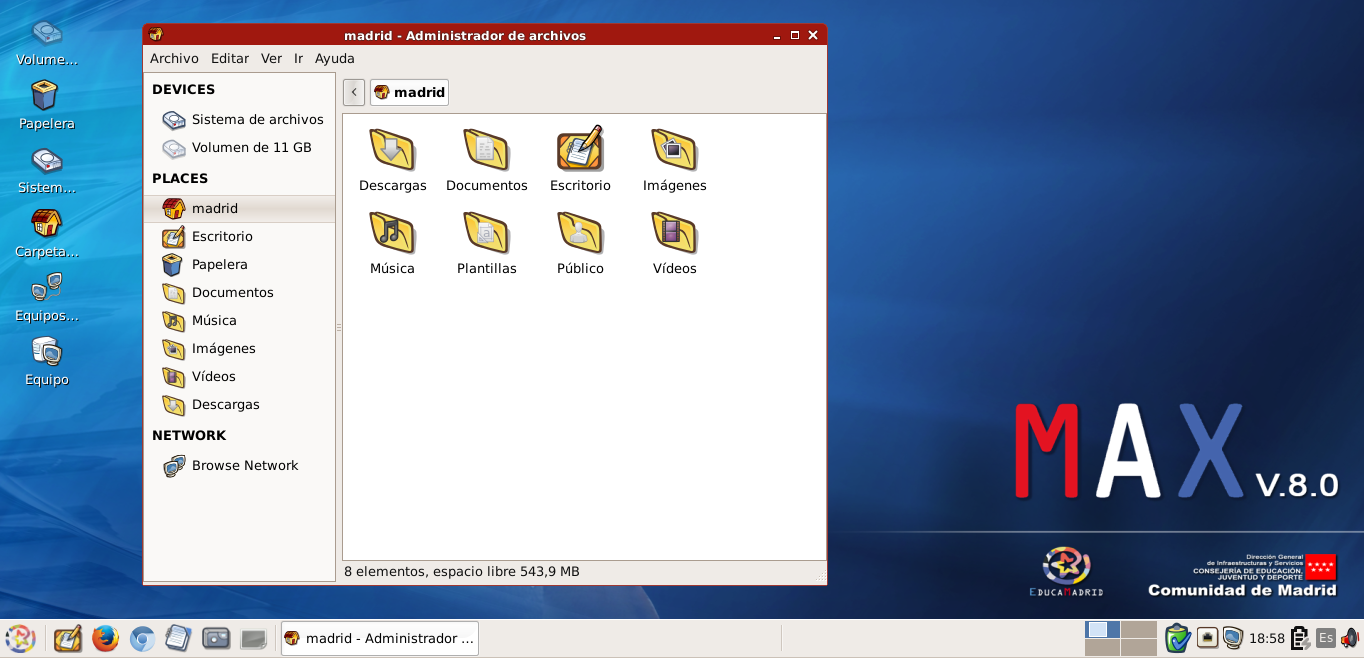 Volume...
Papelera
Sistem...
Carpeta...
Equipos...
Equipo
madrid - Administrador de archivos
Archivo Editar Ver Ir Ayuda
DEVICES
Sistema de archivos
Volumen de 11 GB
PLACES
madrid
Escritorio
Papelera
Documentos
Música
Imágenes
Vídeos
Descargas
NETWORK
Browse Network
madrid
Descargas Documentos Escritorio Imágenes
Música Plantillas Público Vídeos
8 elementos, espacio libre 543,9 MB
MAX V.8.0
EDUCAMADRID
Dirección General
de Infraestructuras y Servicios
CONSEJERÍA DE EDUCACIÓN,
JUVENTUD Y DEPORTE
Comunidad de Madrid
madrid - Administrador ...
18:58
Es